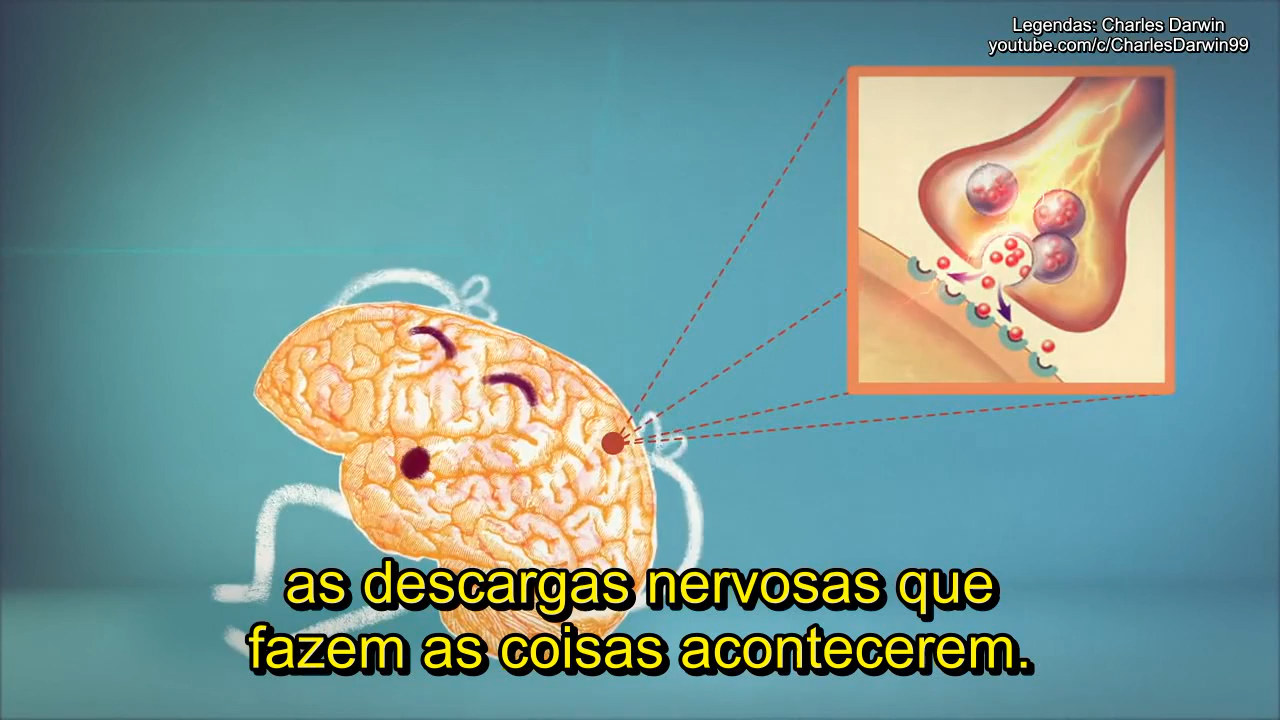 Legendas: Charles Darwin
youtube.com/c/CharlesDarwin99
as descargas nervosas que
fazem as coisas acontecerem.